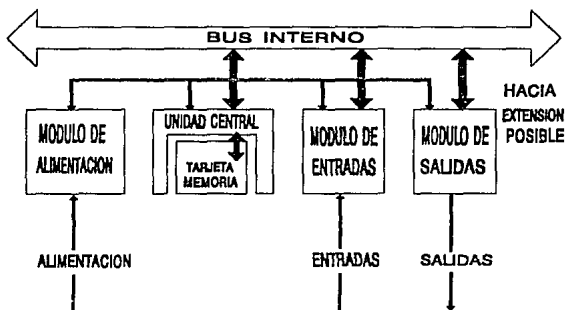 BUS INTERNO
HACIA
EXTENSION
POSIBLE
MODULO DE
ALIMENTACION
UNIDAD CENTRAL
TARJETA
MEMORIA
MODULO DE
ENTRADAS
MODULO DE
SALIDAS
ALIMENTACION
ENTRADAS
SALIDAS